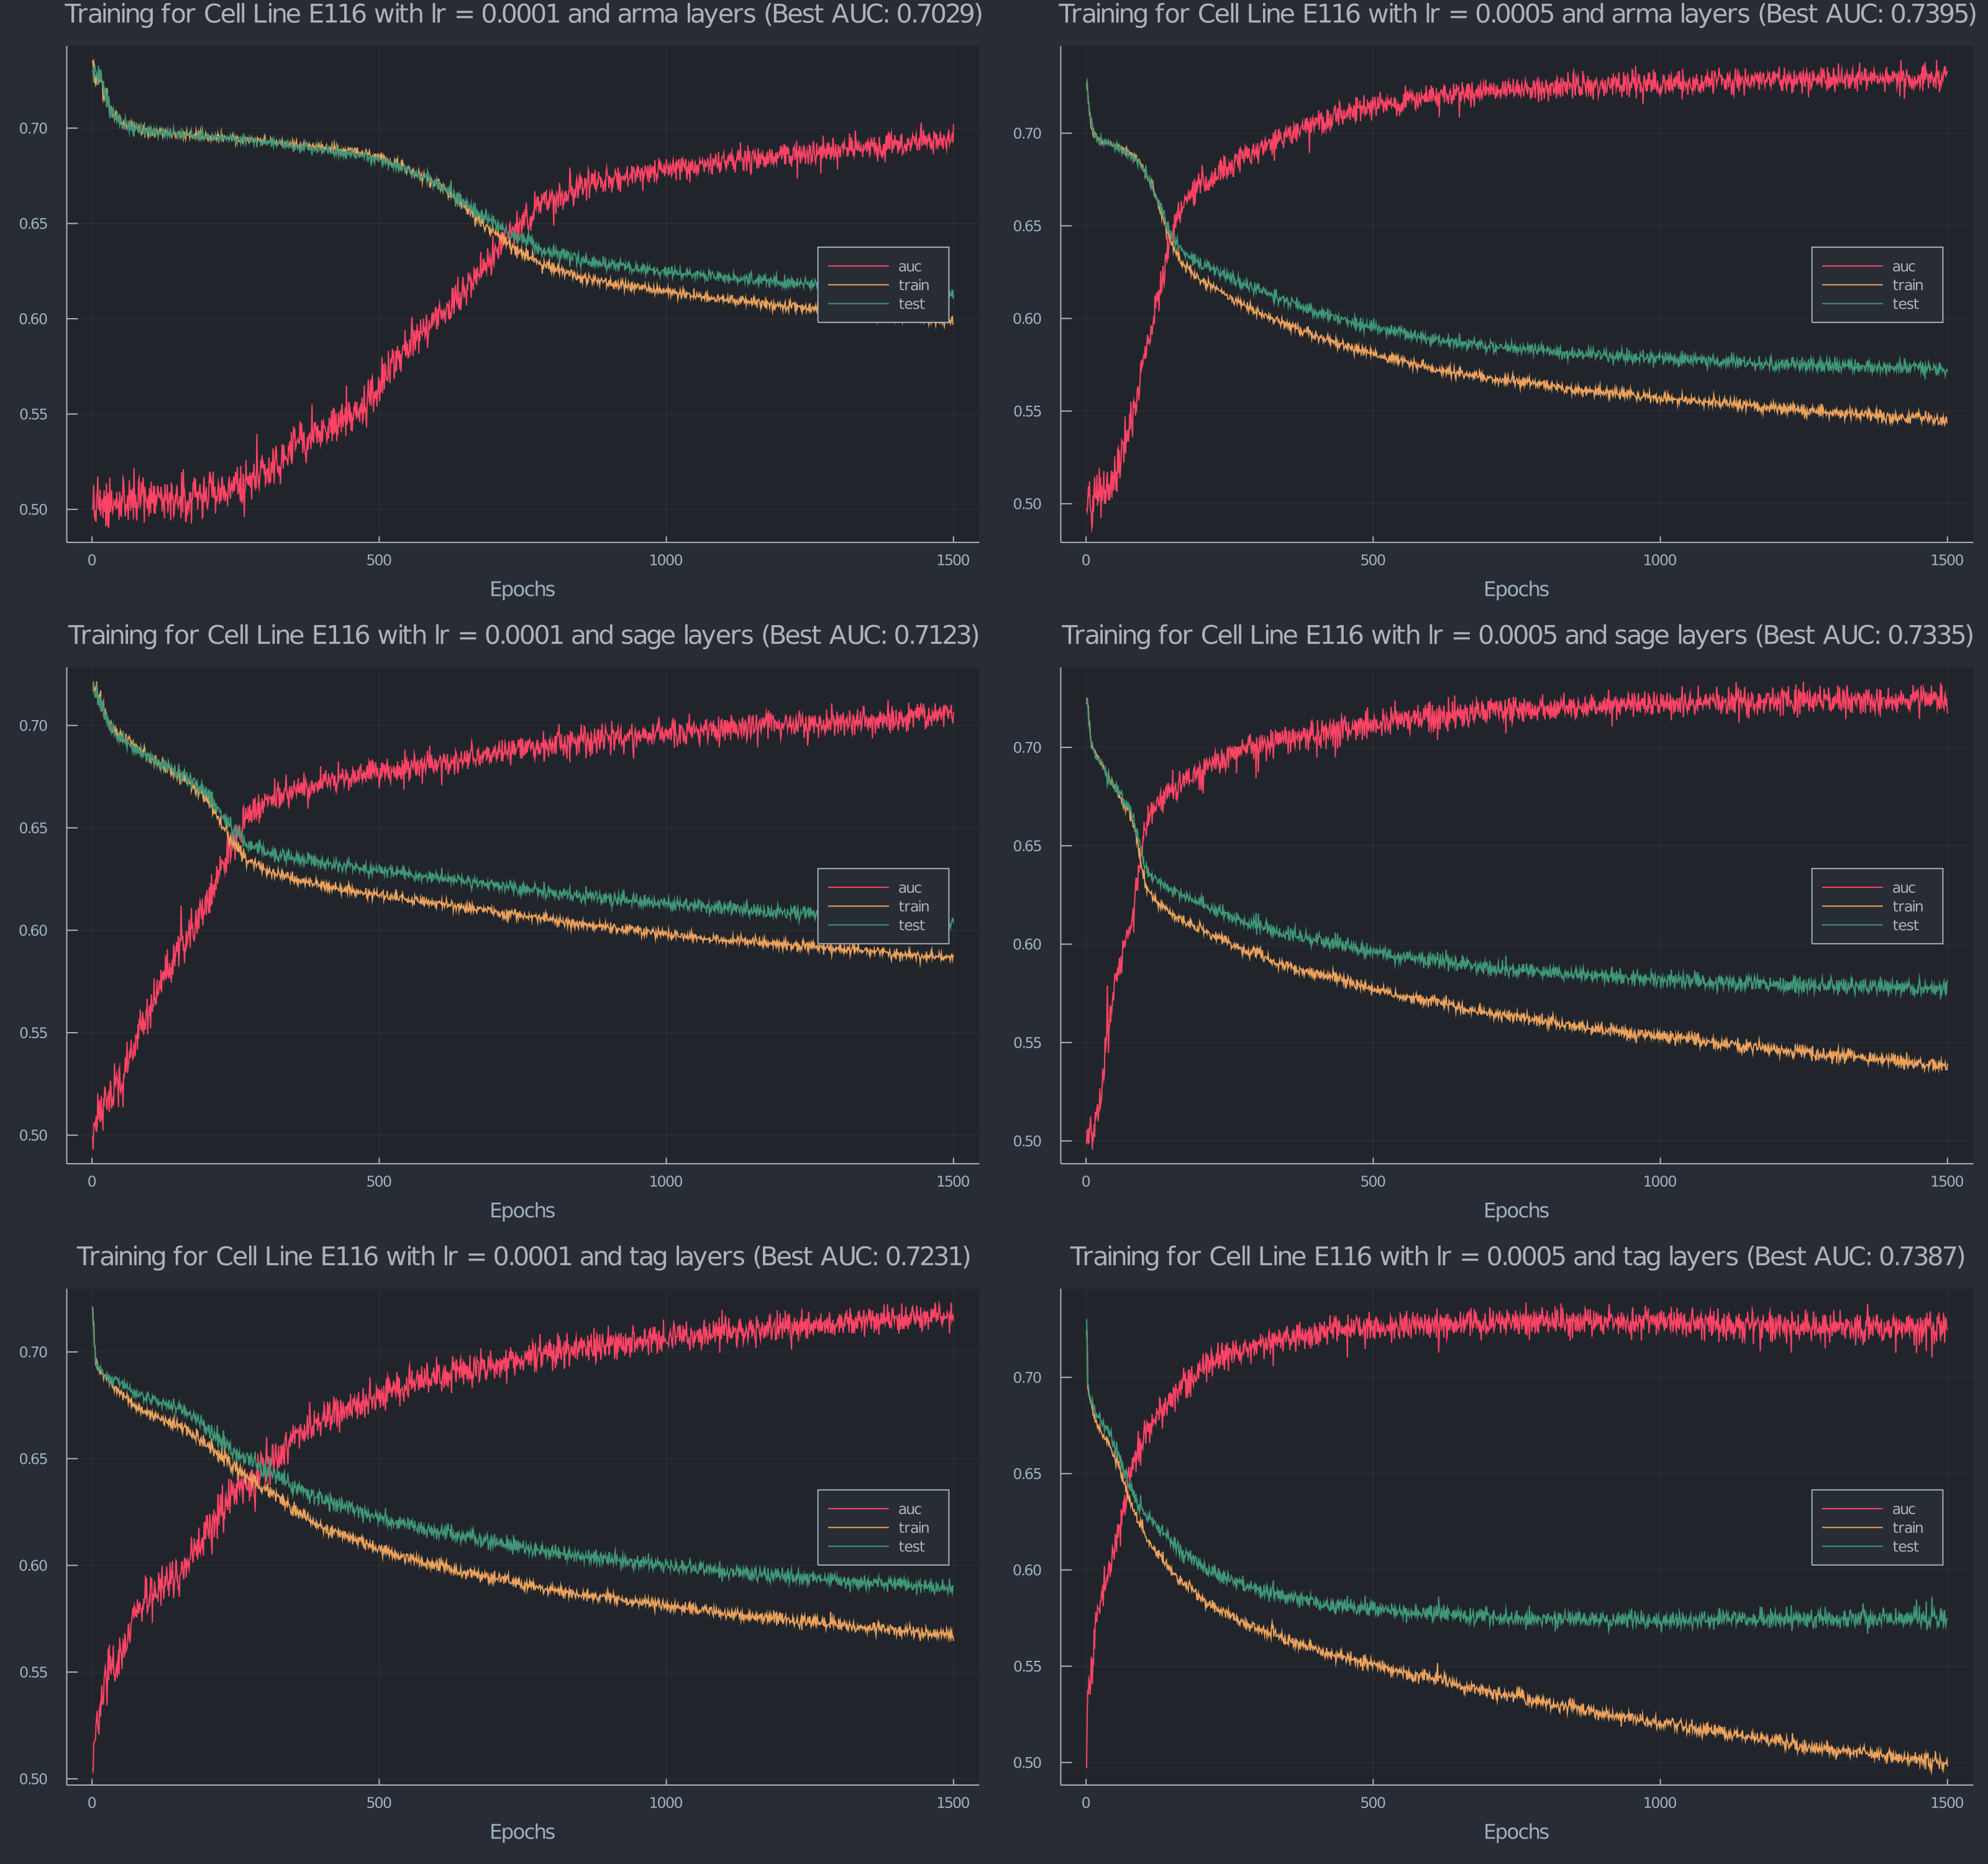 Training for Cell Line E116 with lr = 0.0001 and arma layers (Best AUC: 0.7029)
0.70
0.65
0.60
0.55
0.50
auc
train
test
0 500 1000 1500
Epochs
Training for Cell Line E116 with lr = 0.0005 and arma layers (Best AUC: 0.7395)
0.70
0.65
0.60
0.55
0.50
auc
train
test
0 500 1000 1500
Epochs
Training for Cell Line E116 with lr = 0.0001 and sage layers (Best AUC: 0.7123)
0.70
0.65
0.60
0.55
0.50
auc
train
test
0 500 1000 1500
Epochs
Training for Cell Line E116 with lr = 0.0005 and sage layers (Best AUC: 0.7335)
0.70
0.65
0.60
0.55
0.50
auc
train
test
0 500 1000 1500
Epochs
Training for Cell Line E116 with lr = 0.0001 and tag layers (Best AUC: 0.7231)
0.70
0.65
0.60
0.55
0.50
auc
train
test
0 500 1000 1500
Epochs
Training for Cell Line E116 with lr = 0.0005 and tag layers (Best AUC: 0.7387)
0.70
0.65
0.60
0.55
0.50
auc
train
test
0 500 1000 1500
Epochs